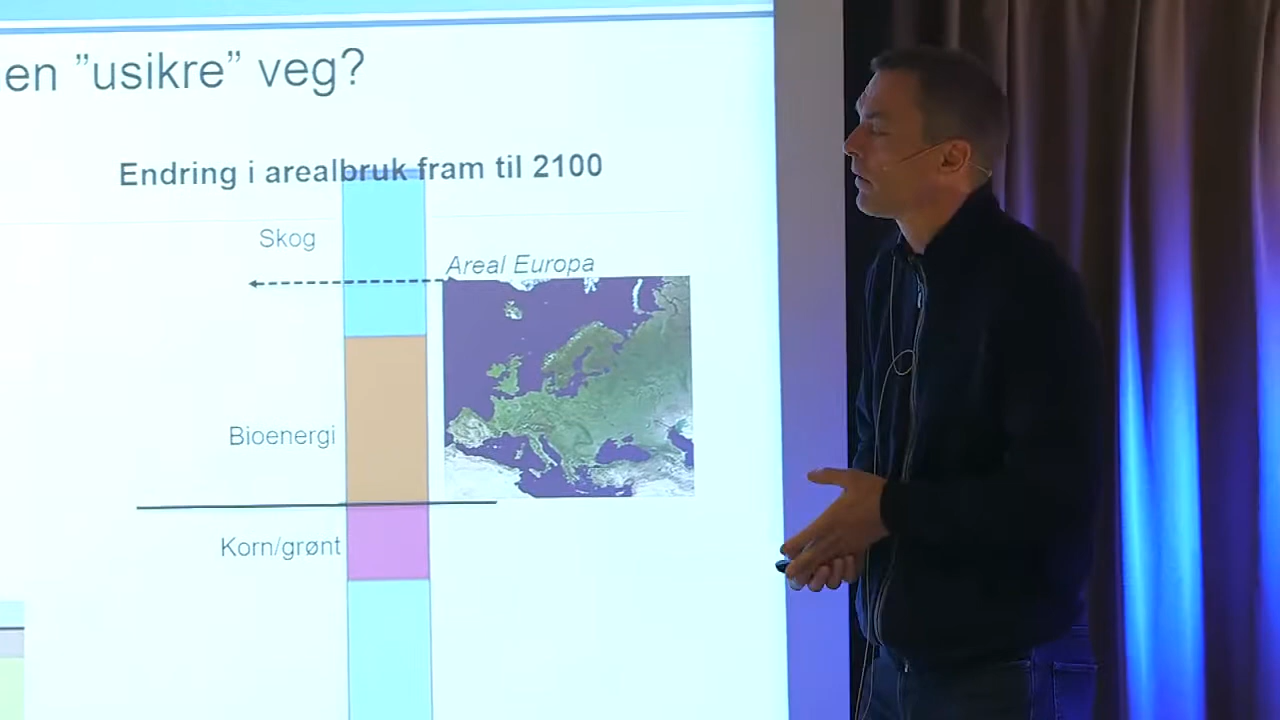 en ”usikre” veg?
Endring i arealbruk fram til 2100
Skog
Areal Europa
Bioenergi
Korn/grønt